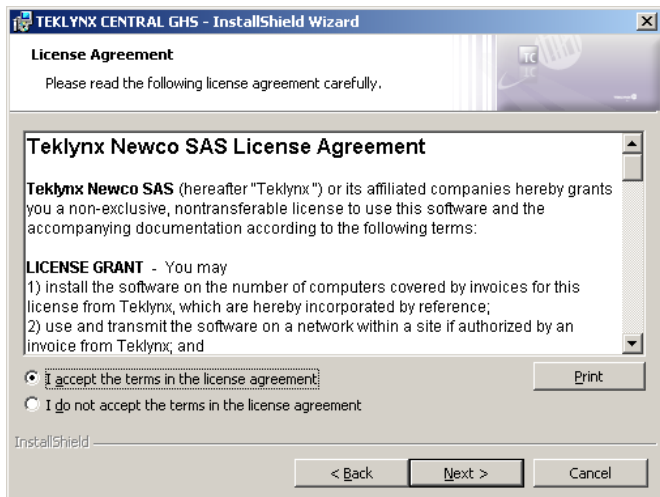 TEKLYNX CENTRAL GHS - InstallShield Wizard
License Agreement
Please read the following license agreement carefully.
TC
Teklynx Newco SAS License Agreement
Teklynx Newco SAS (hereafter "Teklynx") or its affiliated companies hereby grants
you a non-exclusive, nontransferable license to use this software and the
accompanying documentation according to the following terms:
LICENSE GRANT - You may
1) install the software on the number of computers covered by invoices for this
license from Teklynx, which are hereby incorporated by reference;
2) use and transmit the software on a network within a site if authorized by an
invoice from Teklynx; and
I accept the terms in the license agreement
Print
I do not accept the terms in the license agreement
InstallShield
< Back
Next >
Cancel